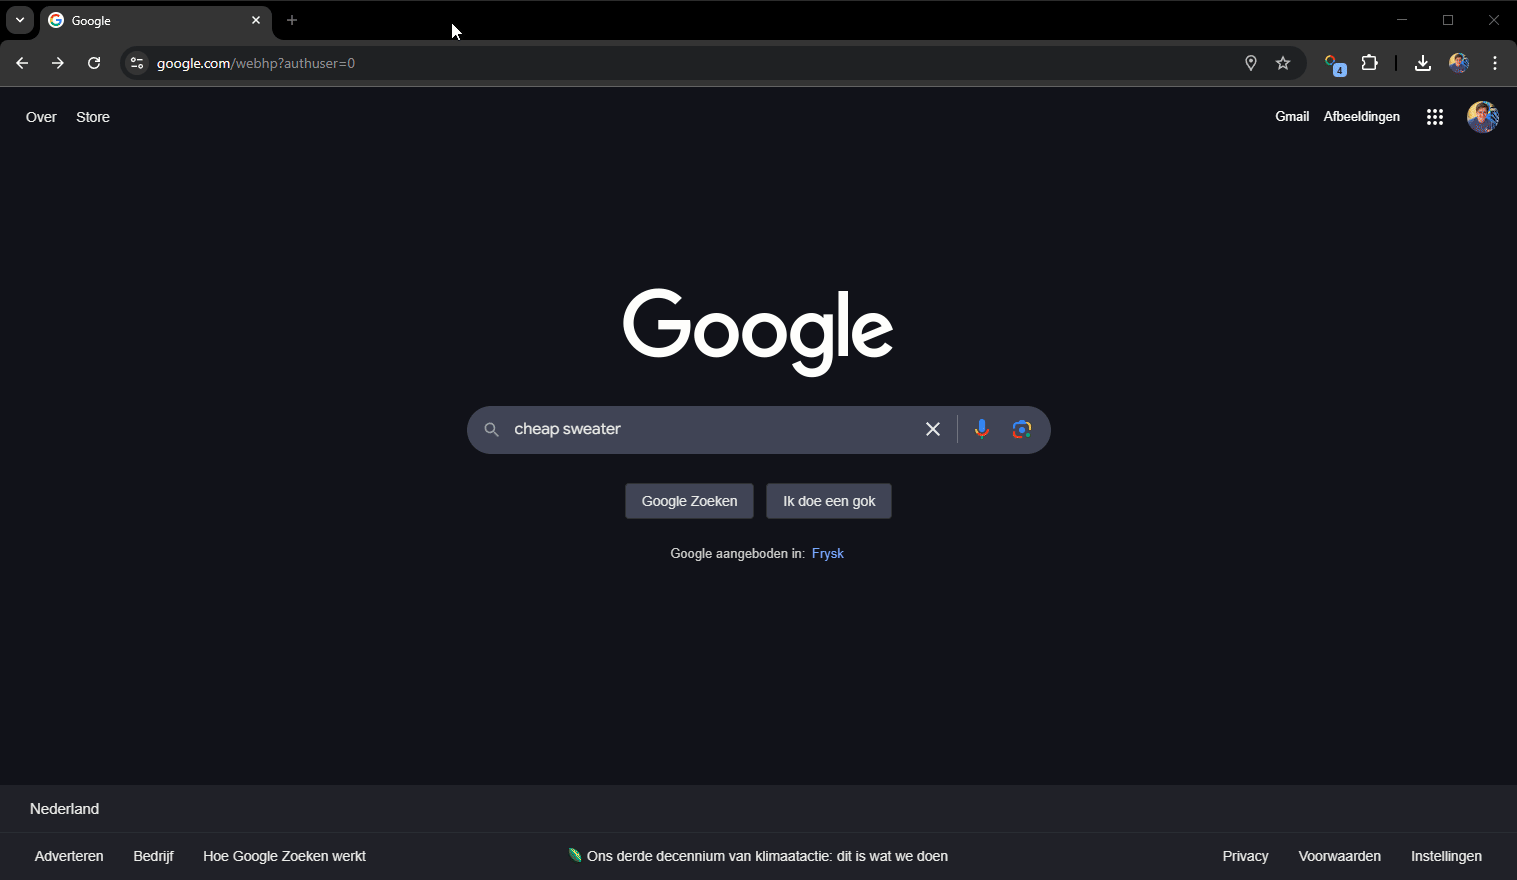 Google
google.com/webhp?authuser=0
4
Over Store
Gmail Afbeeldingen
Google
cheap sweater
Google Zoeken Ik doe een gok
Google aangeboden in: Frysk
Nederland
Adverteren Bedrijf Hoe Google Zoeken werkt Ons derde decennium van klimaatactie: dit is wat we doen Privacy Voorwaarden Instellingen